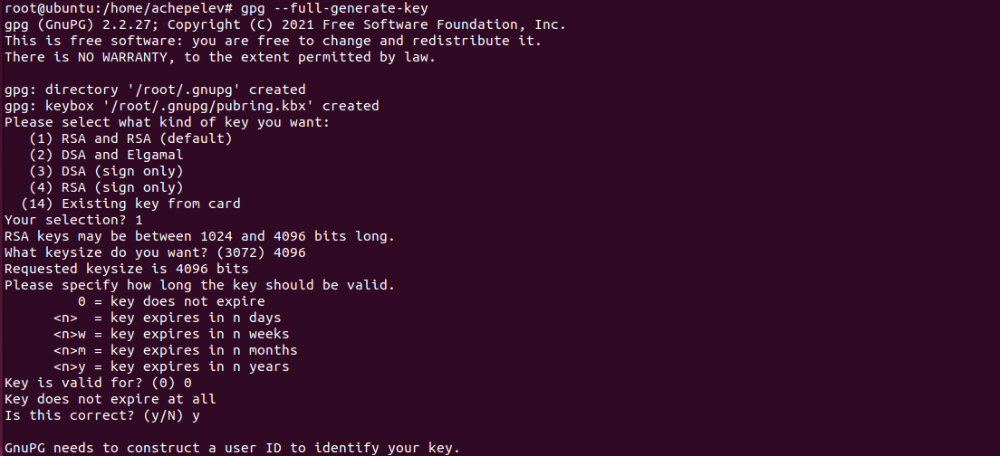 root@ubuntu:/home/achepelev# gpg --full-generate-key
gpg (GnuPG) 2.2.27; Copyright (C) 2021 Free Software Foundation, Inc.
This is free software: you are free to change and redistribute it.
There is NO WARRANTY, to the extent permitted by law.

gpg: directory '/root/.gnupg' created
gpg: keybox '/root/.gnupg/pubring.kbx' created
Please select what kind of key you want:
   (1) RSA and RSA (default)
   (2) DSA and Elgamal
   (3) DSA (sign only)
   (4) RSA (sign only)
  (14) Existing key from card
Your selection? 1
RSA keys may be between 1024 and 4096 bits long.
What keysize do you want? (3072) 4096
Requested keysize is 4096 bits
Please specify how long the key should be valid.
         0 = key does not expire
      <n>  = key expires in n days
      <n>w = key expires in n weeks
      <n>m = key expires in n months
      <n>y = key expires in n years
Key is valid for? (0) 0
Key does not expire at all
Is this correct? (y/N) y

GnuPG needs to construct a user ID to identify your key.